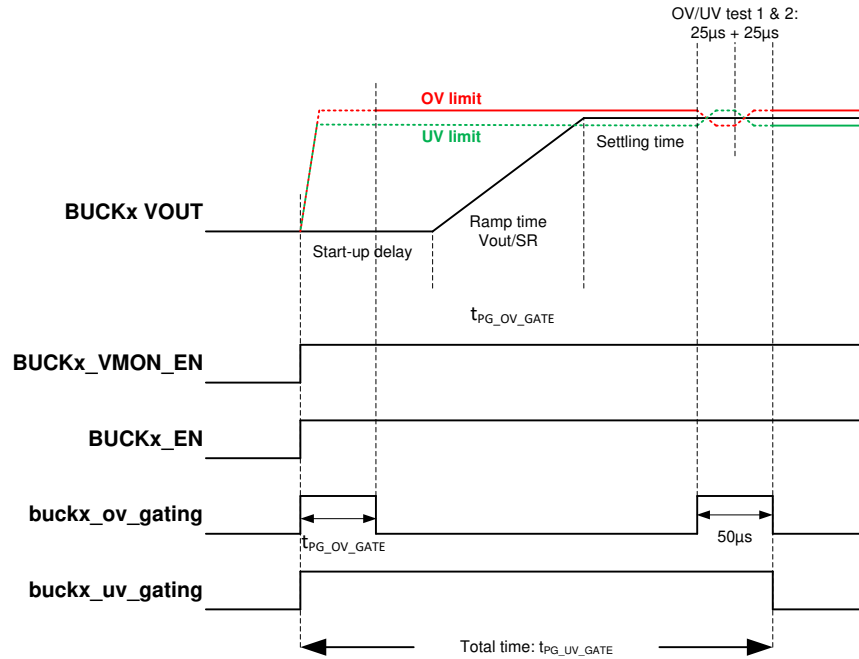 OV/UV test 1 & 2:
25µs + 25µs
OV limit
UV limit
Settling time
BUCKx VOUT
Ramp time
Vout/SR
Start-up delay
tPG_OV_GATE
BUCKx_VMON_EN
BUCKx_EN
buckx_ov_gating
tPG_OV_GATE
50µs
buckx_uv_gating
Total time: tPG_UV_GATE